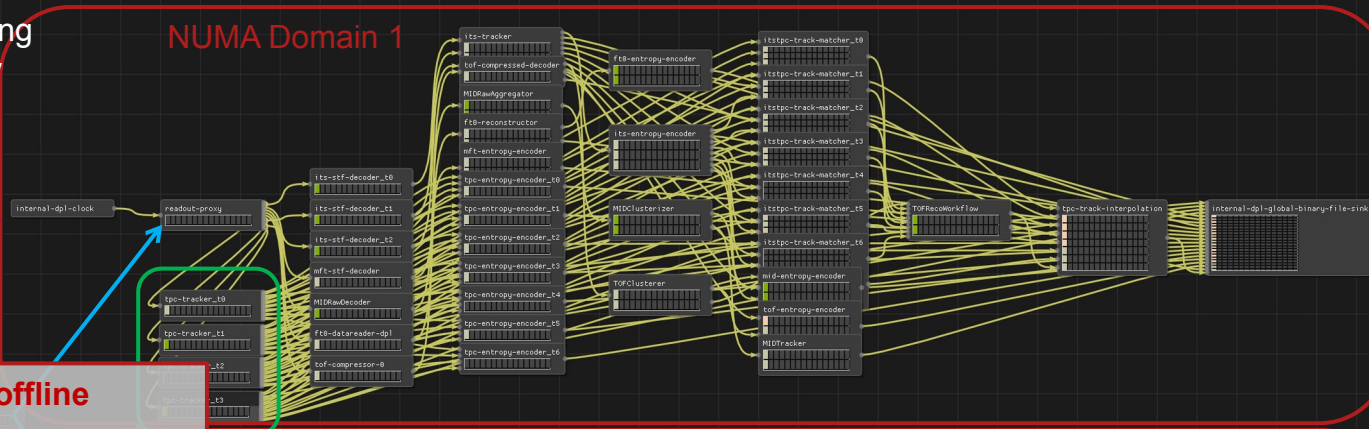 NUMA Domain 1
internal-dpl-clock
readout-proxy
tpc-tracker_t0
tpc-tracker_t1
_t2
tpc-tracker_t3
offline
its-stf-decoder_t0
its-stf-decoder_t1
its-stf-decoder_t2
mft-stf-decoder
MIDRawDecoder
ft0-datareader-dpl
tof-compressor-0
its-tracker
tof-compressed-decoder
MIDRawAggregator
ft0-reconstructor
mft-entropy-encoder
tpc-entropy-encoder_t0
tpc-entropy-encoder_t1
tpc-entropy-encoder_t2
tpc-entropy-encoder_t3
tpc-entropy-encoder_t4
tpc-entropy-encoder_t5
tpc-entropy-encoder_t6
ft0-entropy-encoder
its-entropy-encoder
MIDClusterizer
TOFClusterer
itstpc-track-matcher_t0
itstpc-track-matcher_t1
itstpc-track-matcher_t2
itstpc-track-matcher_t3
itstpc-track-matcher_t4
itstpc-track-matcher_t5
itstpc-track-matcher_t6
mid-entropy-encoder
tof-entropy-encoder
MIDTracker
TOFRecoWorkflow
tpc-track-interpolation
internal-dpl-global-binary-file-sink